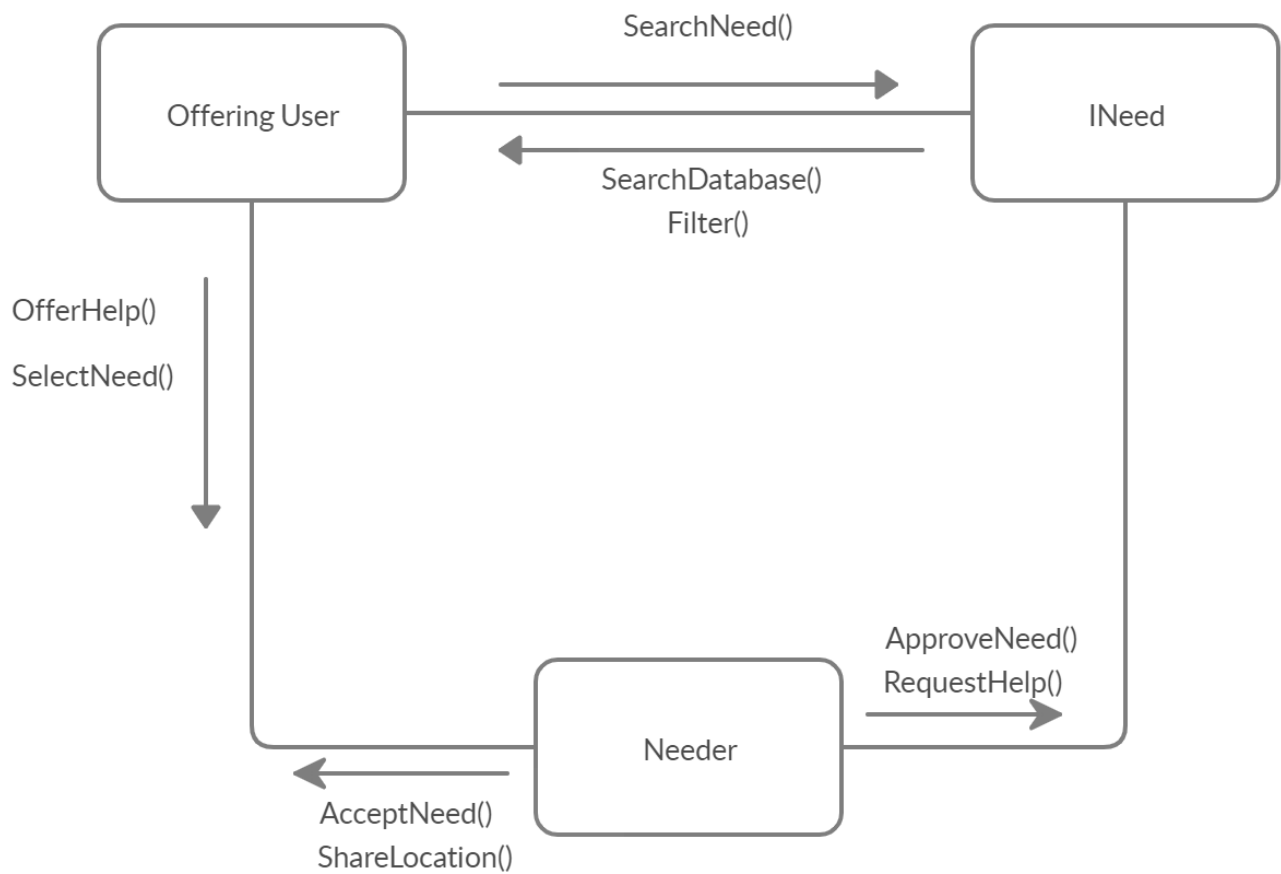 SearchNeed()
Offering User
INeed
SearchDatabase()
Filter()
OfferHelp()
SelectNeed()
ApproveNeed()
RequestHelp()
Needer
AcceptNeed()
ShareLocation()